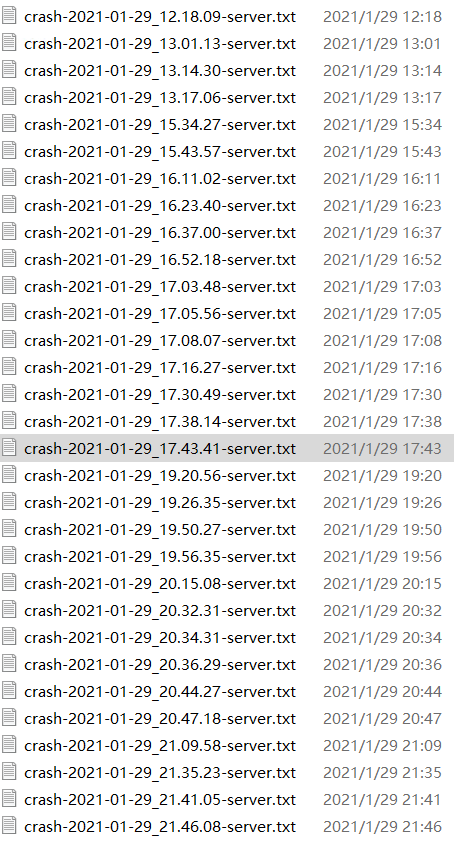 crash-2021-01-29_12.18.09-server.txt 2021/1/29 12:18
crash-2021-01-29_13.01.13-server.txt 2021/1/29 13:01
crash-2021-01-29_13.14.30-server.txt 2021/1/29 13:14
crash-2021-01-29_13.17.06-server.txt 2021/1/29 13:17
crash-2021-01-29_15.34.27-server.txt 2021/1/29 15:34
crash-2021-01-29_15.43.57-server.txt 2021/1/29 15:43
crash-2021-01-29_16.11.02-server.txt 2021/1/29 16:11
crash-2021-01-29_16.23.40-server.txt 2021/1/29 16:23
crash-2021-01-29_16.37.00-server.txt 2021/1/29 16:37
crash-2021-01-29_16.52.18-server.txt 2021/1/29 16:52
crash-2021-01-29_17.03.48-server.txt 2021/1/29 17:03
crash-2021-01-29_17.05.56-server.txt 2021/1/29 17:05
crash-2021-01-29_17.08.07-server.txt 2021/1/29 17:08
crash-2021-01-29_17.16.27-server.txt 2021/1/29 17:16
crash-2021-01-29_17.30.49-server.txt 2021/1/29 17:30
crash-2021-01-29_17.38.14-server.txt 2021/1/29 17:38
crash-2021-01-29_17.43.41-server.txt 2021/1/29 17:43
crash-2021-01-29_19.20.56-server.txt 2021/1/29 19:20
crash-2021-01-29_19.26.35-server.txt 2021/1/29 19:26
crash-2021-01-29_19.50.27-server.txt 2021/1/29 19:50
crash-2021-01-29_19.56.35-server.txt 2021/1/29 19:56
crash-2021-01-29_20.15.08-server.txt 2021/1/29 20:15
crash-2021-01-29_20.32.31-server.txt 2021/1/29 20:32
crash-2021-01-29_20.34.31-server.txt 2021/1/29 20:34
crash-2021-01-29_20.36.29-server.txt 2021/1/29 20:36
crash-2021-01-29_20.44.27-server.txt 2021/1/29 20:44
crash-2021-01-29_20.47.18-server.txt 2021/1/29 20:47
crash-2021-01-29_21.09.58-server.txt 2021/1/29 21:09
crash-2021-01-29_21.35.23-server.txt 2021/1/29 21:35
crash-2021-01-29_21.41.05-server.txt 2021/1/29 21:41
crash-2021-01-29_21.46.08-server.txt 2021/1/29 21:46